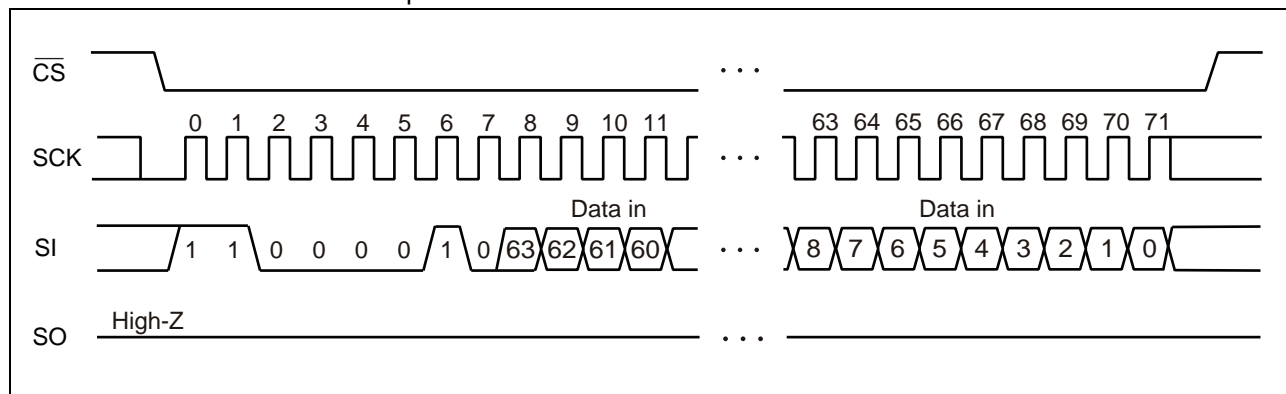 CS
. . .
0 1 2 3 4 5 6 7 8 9 10 11 63 64 65 66 67 68 69 70 71
SCK . . .
Data in Data in
SI 1 1 0 0 0 0 1 0 63 62 61 60 . . . 8 7 6 5 4 3 2 1 0
High-Z
SO . . .